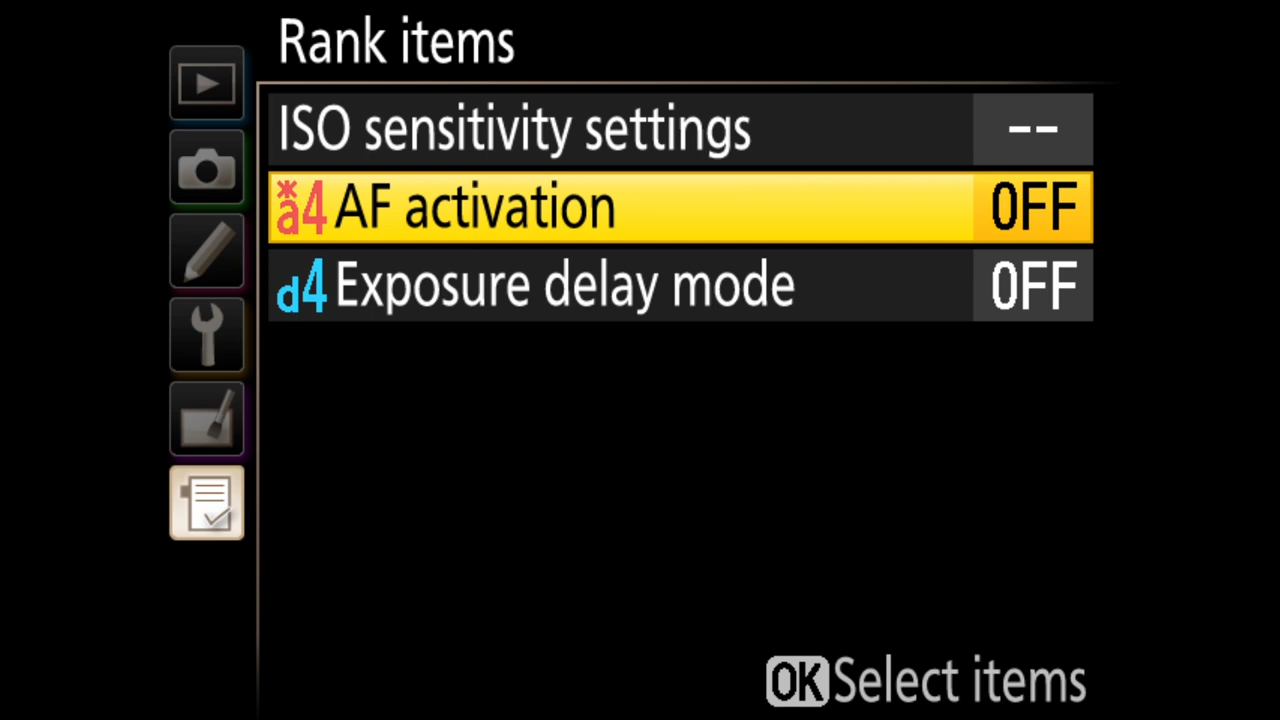 Rank items
ISO sensitivity settings --
*a4 AF activation OFF
d4 Exposure delay mode OFF
OK Select items